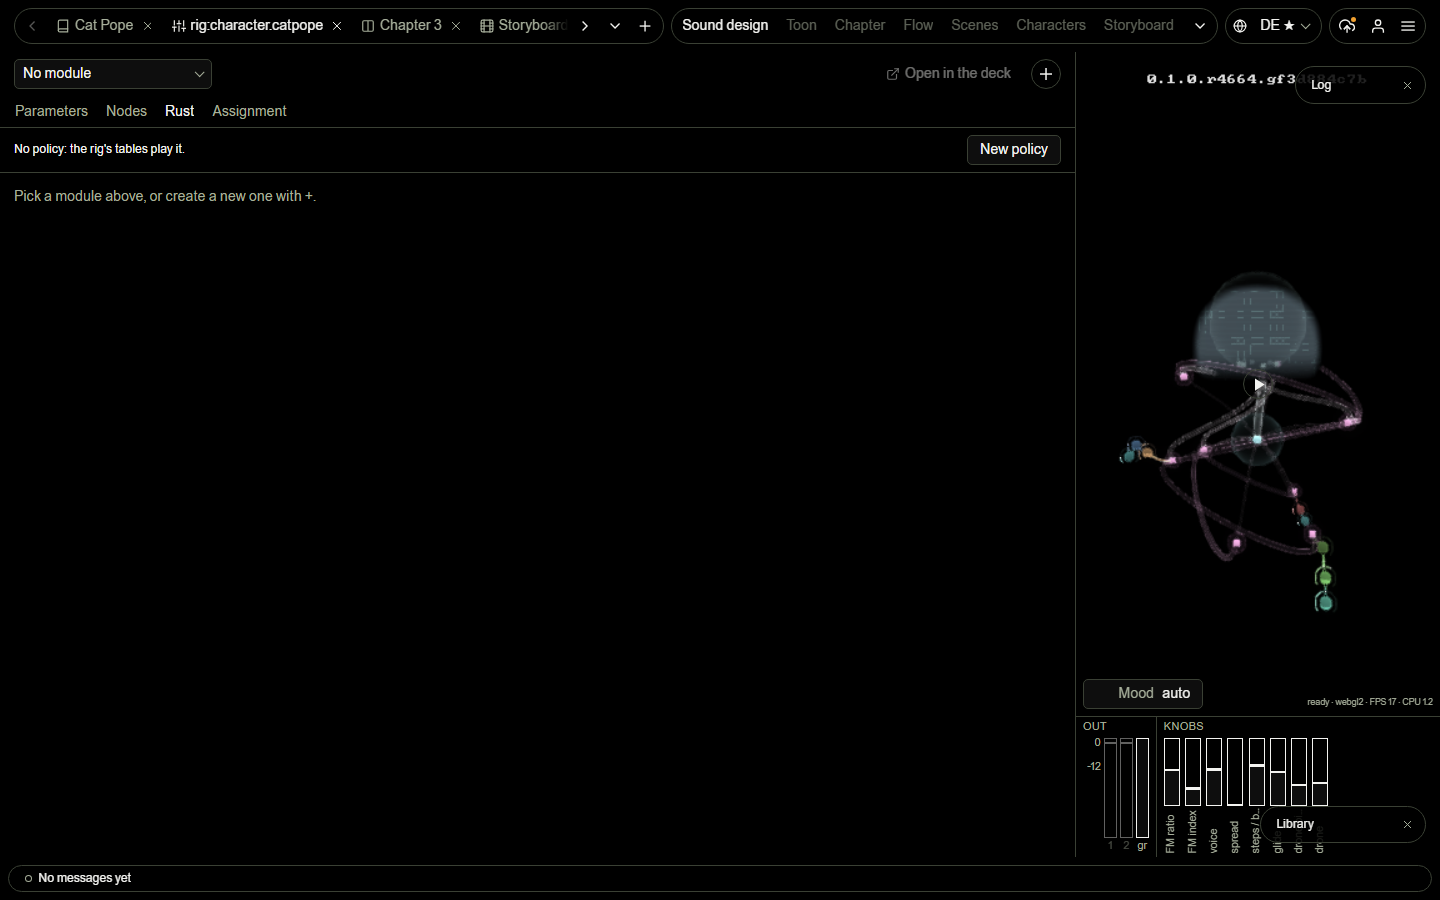 Cat Pope
rig:character.catpope
Chapter 3
Storyboard
Sound design Toon Chapter Flow Scenes Characters Storyboard
DE ★
No module
Open in the deck
0.1.0.r4664.gf3d884c7b
Log
Parameters Nodes Rust Assignment
No policy: the rig's tables play it.
New policy
Pick a module above, or create a new one with +.
Mood auto
ready · webgl2 · FPS 17 · CPU 1.2
OUT
KNOBS
0
-12
1 2 gr
FM ratio
FM index
voice
spread
steps / b...
Library
No messages yet